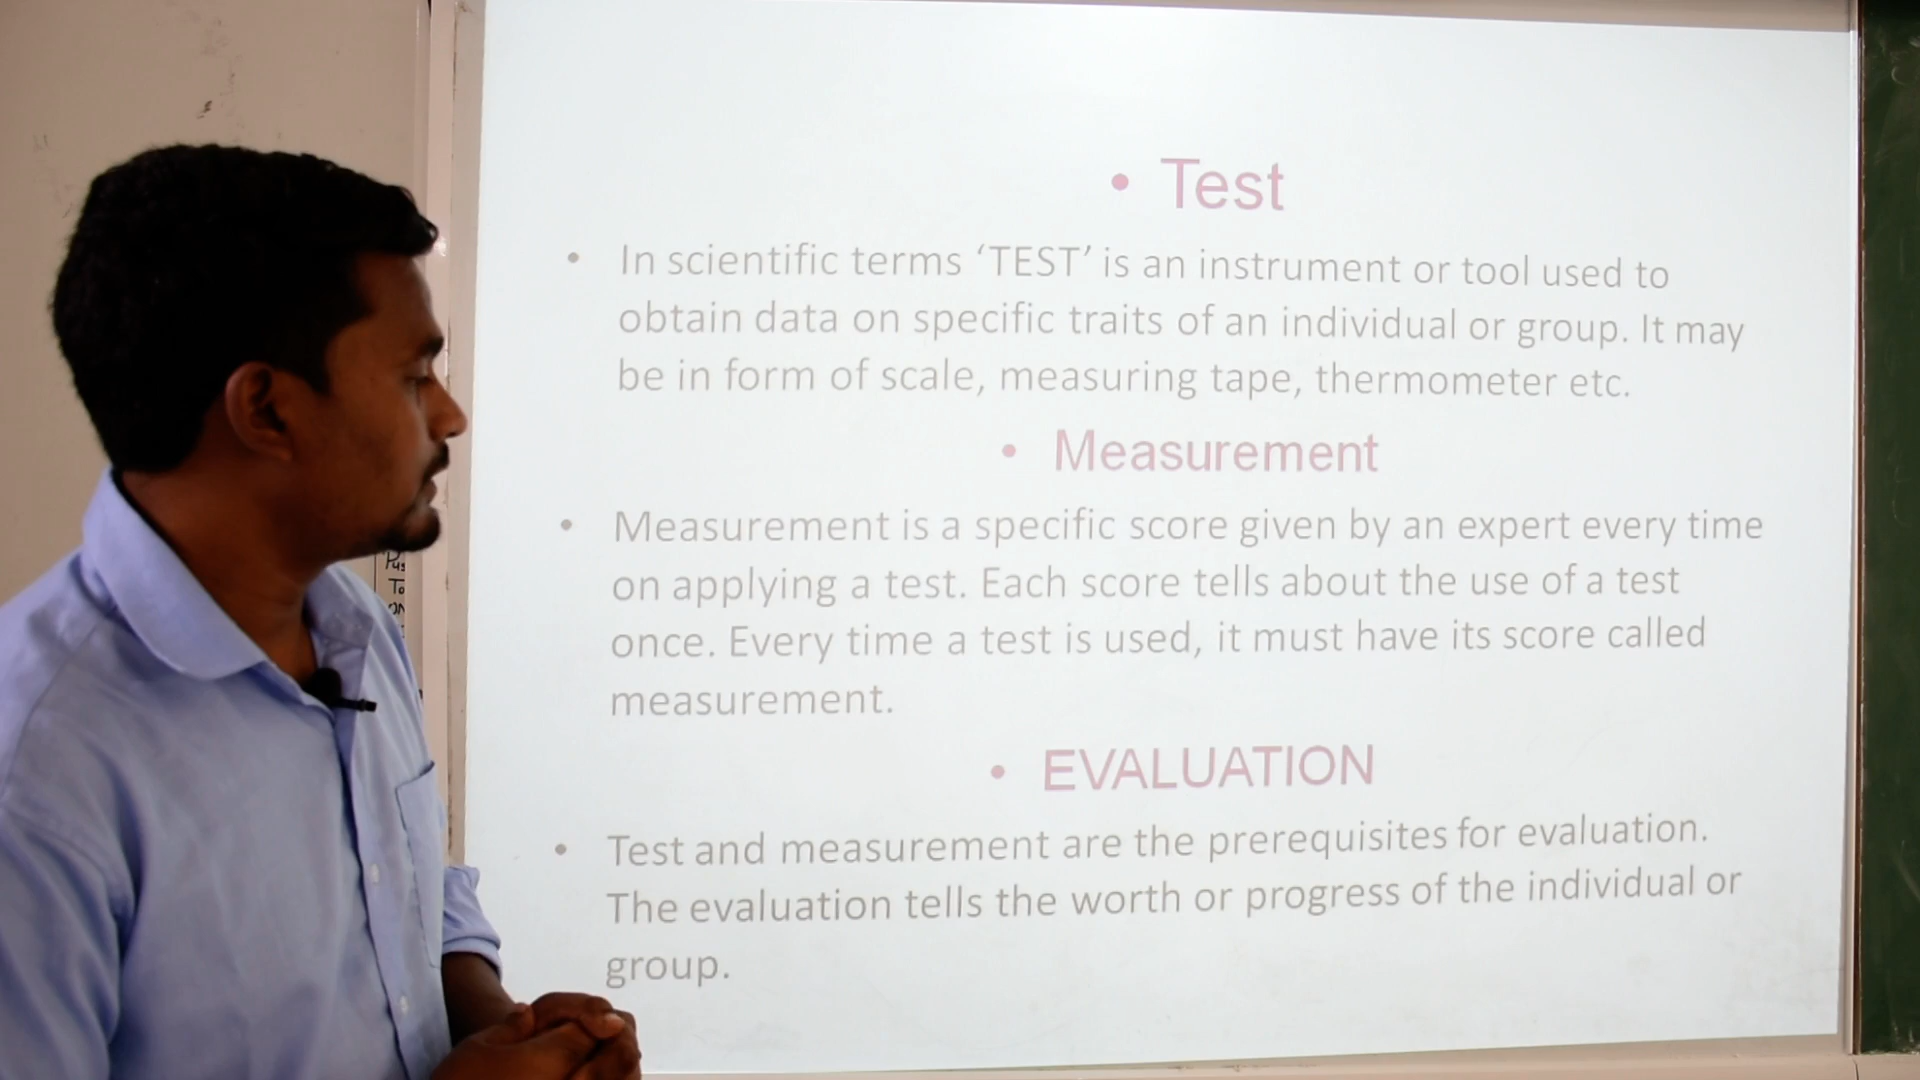 • Test
• In scientific terms ‘TEST’ is an instrument or tool used to
obtain data on specific traits of an individual or group. It may
be in form of scale, measuring tape, thermometer etc.
• Measurement
• Measurement is a specific score given by an expert every time
on applying a test. Each score tells about the use of a test
once. Every time a test is used, it must have its score called
measurement.
• EVALUATION
• Test and measurement are the prerequisites for evaluation.
The evaluation tells the worth or progress of the individual or
group.
To